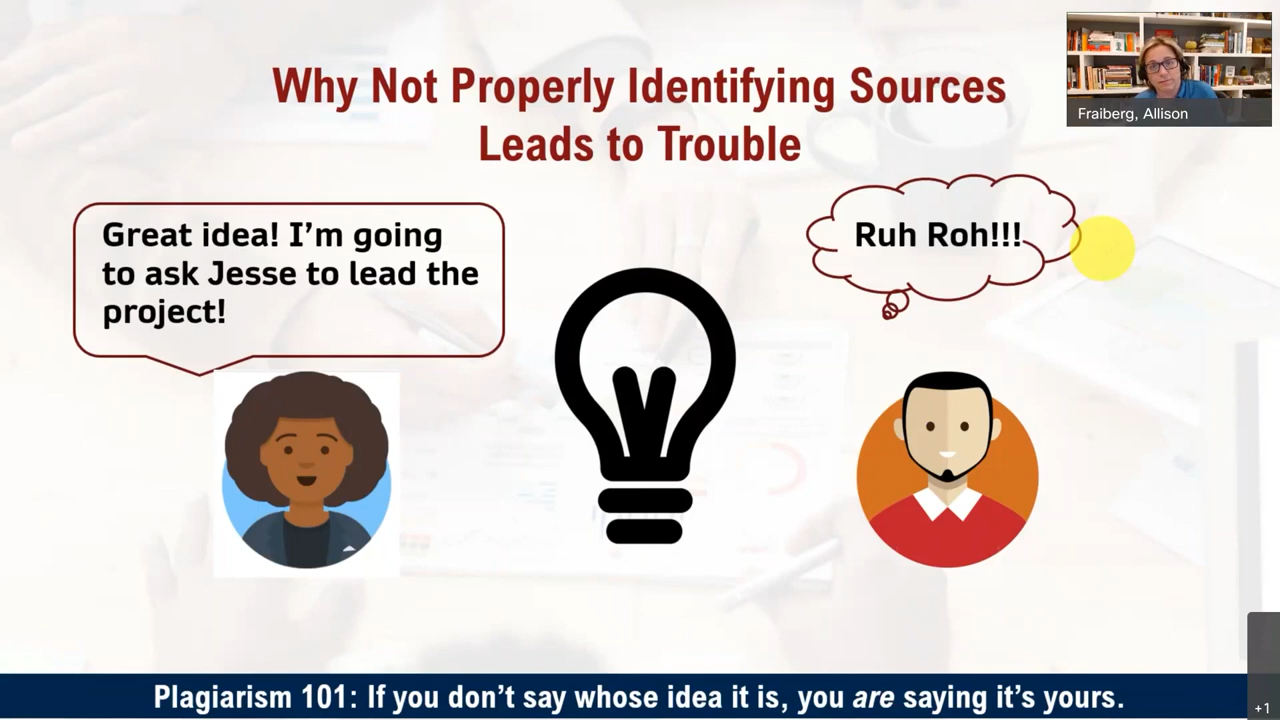 Why Not Properly Identifying Sources
Leads to Trouble
Fraiberg, Allison
Great idea! I'm going
to ask Jesse to lead the
project!
Ruh Roh!!!
Plagiarism 101: If you don't say whose idea it is, you are saying it's yours.
+1